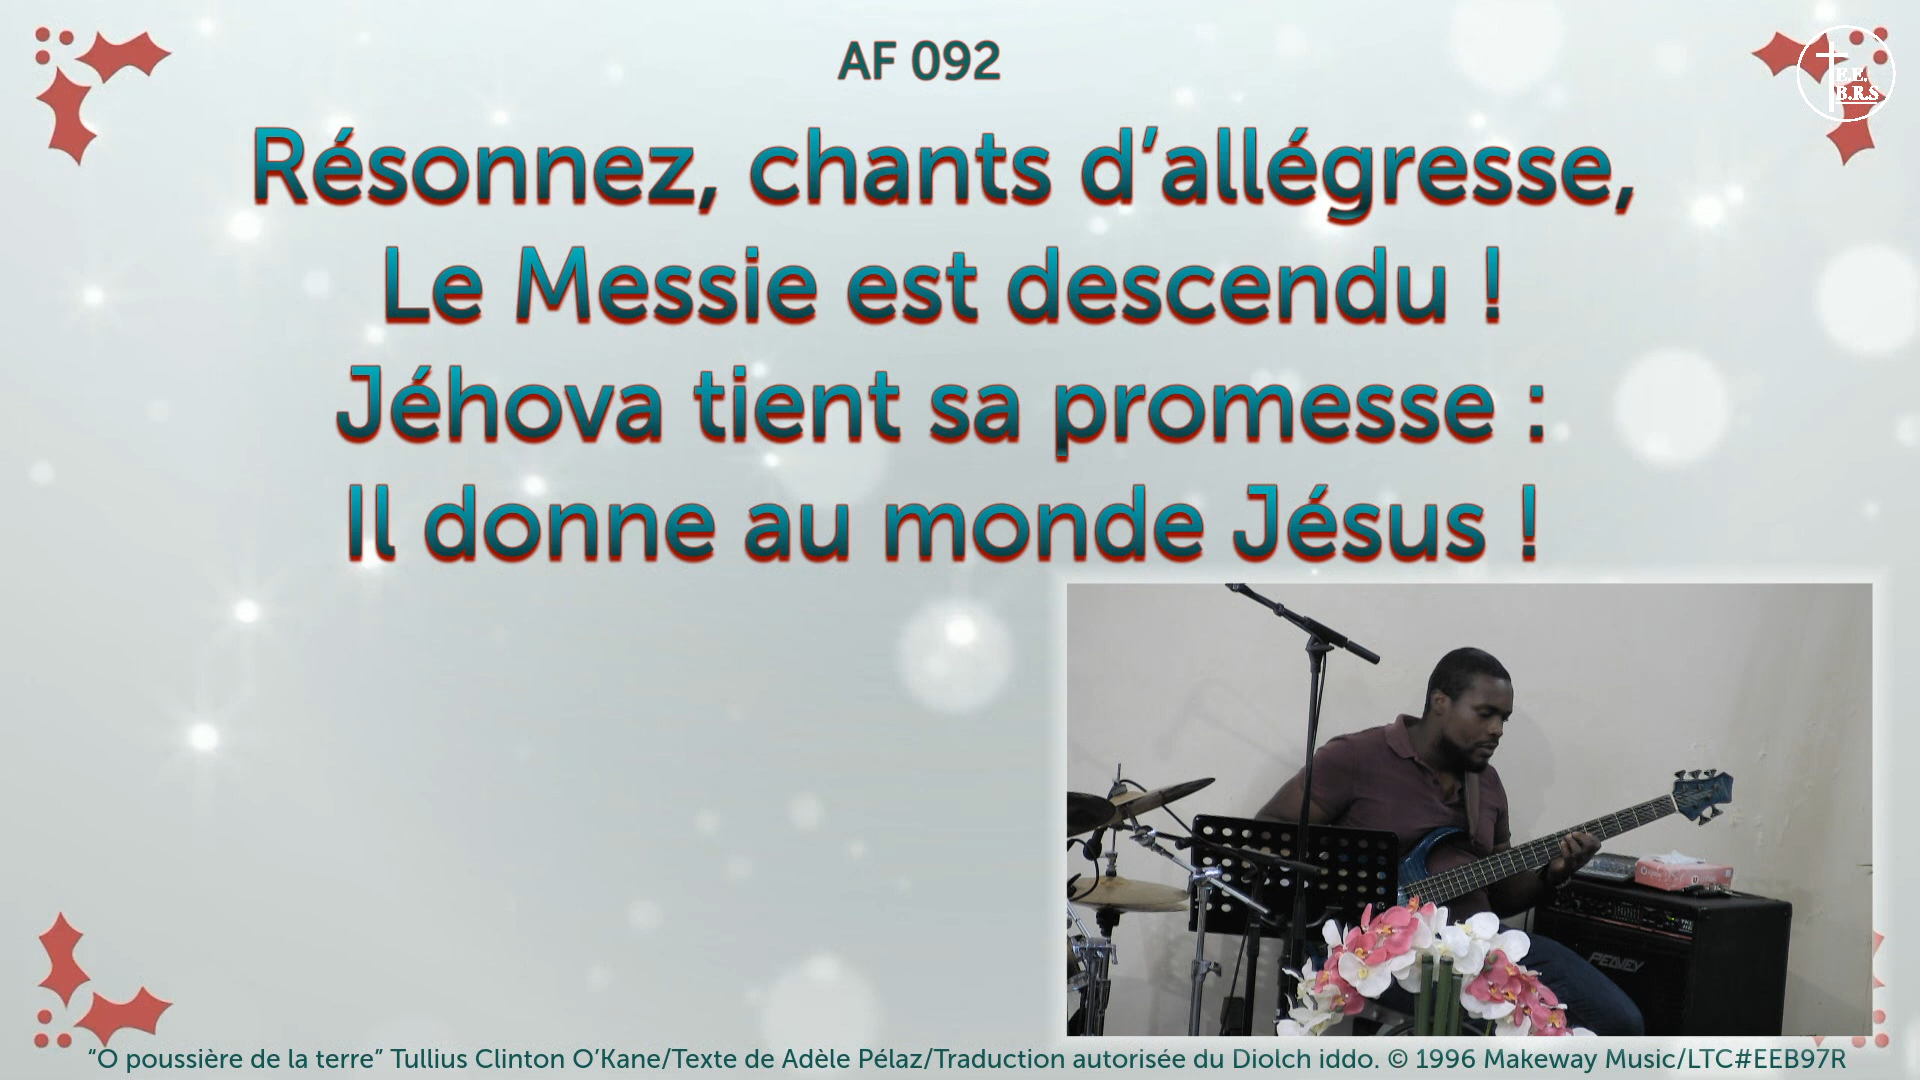 AF 092
E.E.
B.R.S
Résonnez, chants d’allégresse,
Le Messie est descendu !
Jéhova tient sa promesse :
Il donne au monde Jésus !
PEAVEY
“O poussière de la terre” Tullius Clinton O’Kane/Texte de Adèle Pélaz/Traduction autorisée du Diolch iddo. © 1996 Makeway Music/LTC#EEB97R